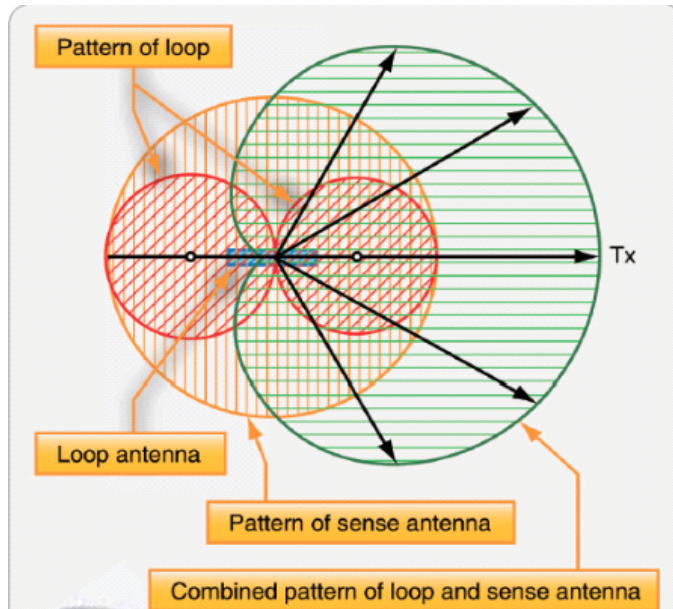 Pattern of loop
Tx
Loop antenna
Pattern of sense antenna
Combined pattern of loop and sense antenna